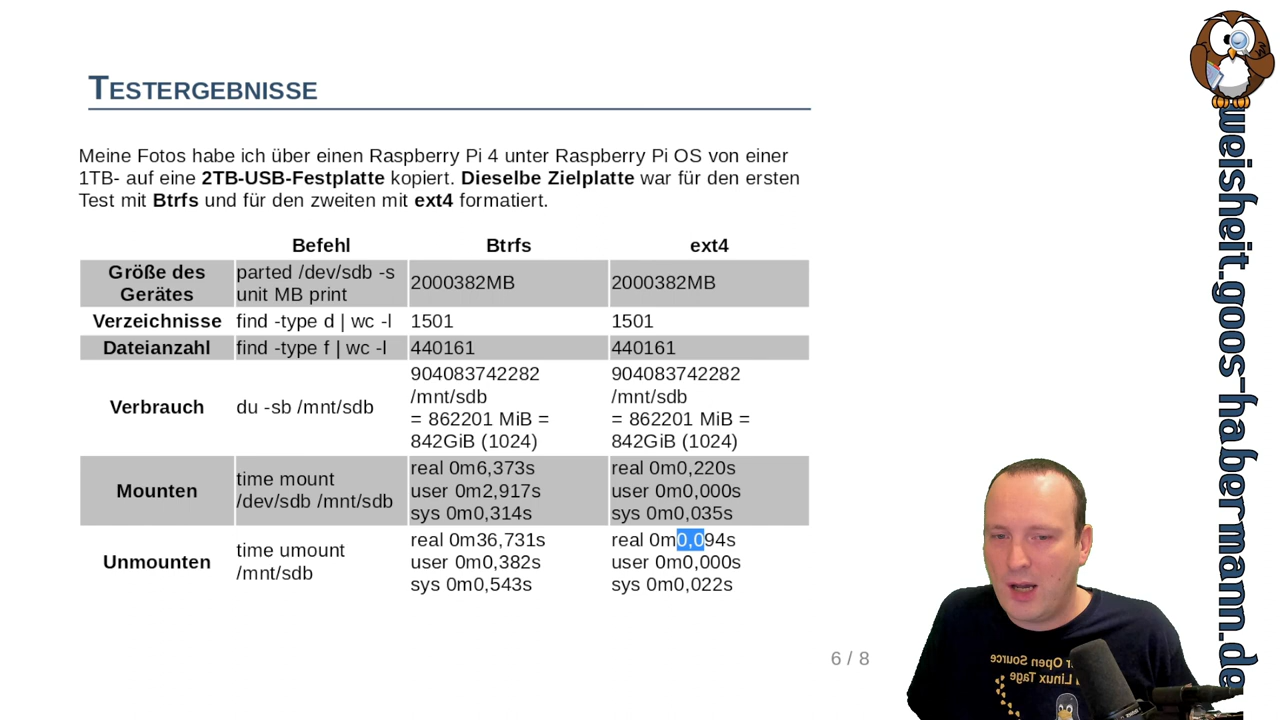 TESTERGEBNISSE
Meine Fotos habe ich über einen Raspberry Pi 4 unter Raspberry Pi OS von einer
1TB- auf eine 2TB-USB-Festplatte kopiert. Dieselbe Zielplatte war für den ersten
Test mit Btrfs und für den zweiten mit ext4 formatiert.
Befehl Btrfs ext4
Größe des
Gerätes
parted /dev/sdb -s
unit MB print
2000382MB
2000382MB
Verzeichnisse find -type d | wc -l 1501 1501
Dateianzahl find -type f | wc -l 440161 440161
Verbrauch
du -sb /mnt/sdb
904083742282
/mnt/sdb
= 862201 MiB =
842GiB (1024)
904083742282
/mnt/sdb
= 862201 MiB =
842GiB (1024)
Mounten
time mount
/dev/sdb /mnt/sdb
real 0m6,373s
user 0m2,917s
sys 0m0,314s
real 0m0,220s
user 0m0,000s
sys 0m0,035s
Unmounten
time umount
/mnt/sdb
real 0m36,731s
user 0m0,382s
sys 0m0,543s
real 0m0,094s
user 0m0,000s
sys 0m0,022s
6 / 8
weisheit.goos-habermann.de
r Open Source
Linux Tage